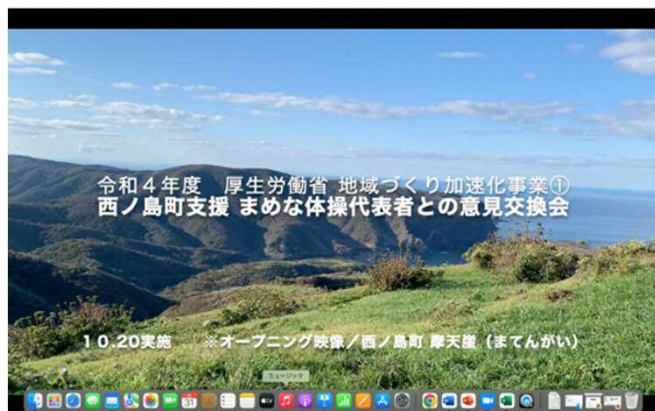 令和４年度　厚生労働省 地域づくり加速化事業①
西ノ島町支援 まめな体操代表者との意見交換会
１０.20実施　　※オープニング映像／西ノ島町 摩天崖（まてんがい）
ミュージック
31